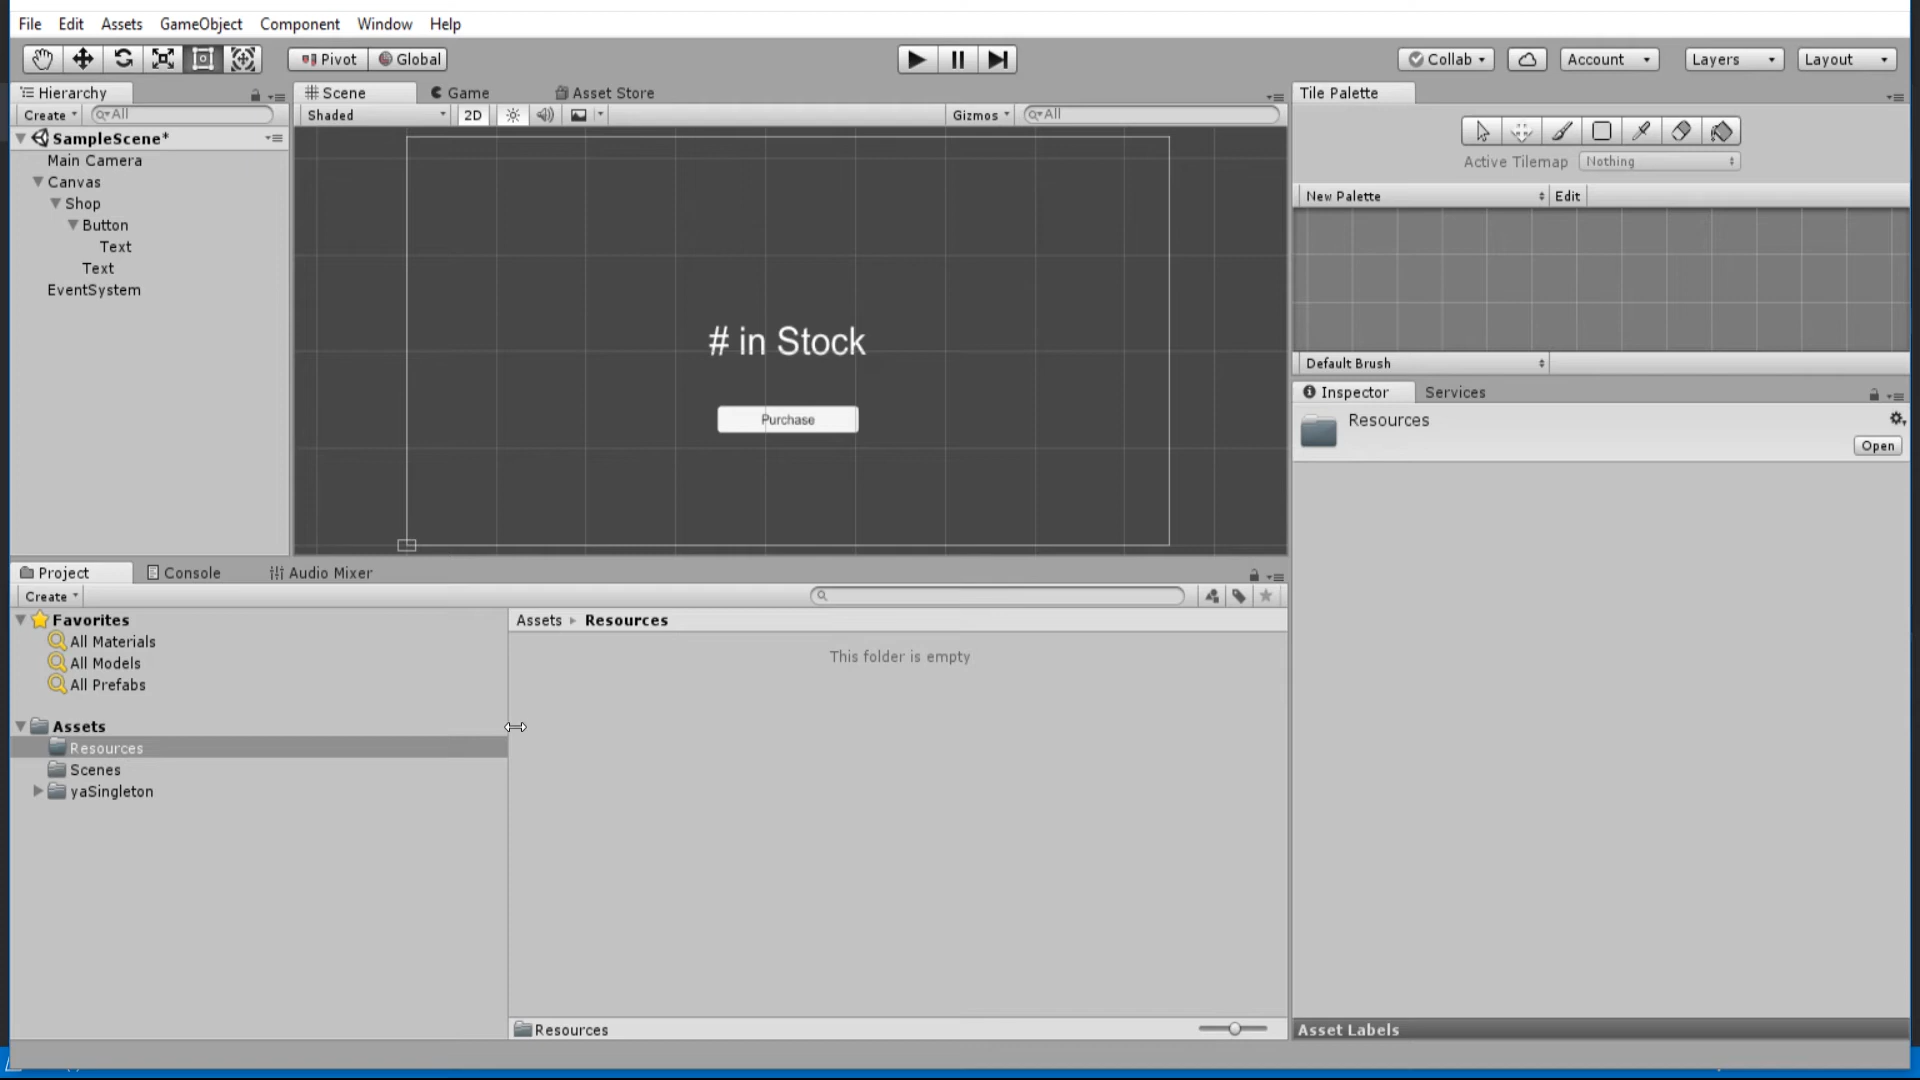 File Edit Assets GameObject Component Window Help
Pivot Global Collab Account Layers Layout
Hierarchy Scene Game Asset Store Tile Palette
Create All Shaded 2D Gizmos All
SampleScene*
Main Camera
Canvas
Shop
Button
Text
Text
EventSystem
# in Stock
Purchase
Active Tilemap Nothing
New Palette Edit
Default Brush
Inspector Services
Resources
Open
Project Console Audio Mixer
Create
Favorites
All Materials
All Models
All Prefabs
Assets
Resources
Scenes
yaSingleton
Assets Resources
This folder is empty
Resources
Asset Labels